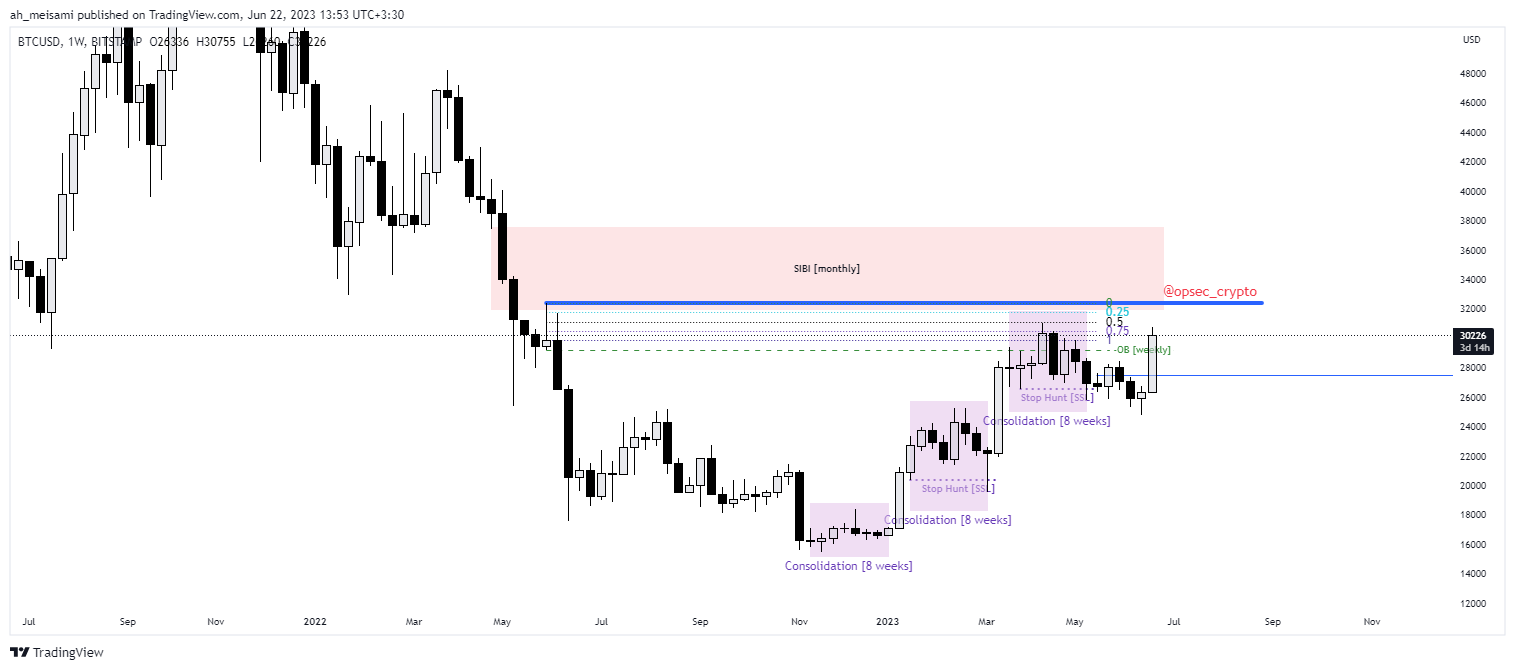 ah_meisami published on TradingView.com, Jun 22, 2023 13:53 UTC+3:30
BTCUSD, 1W, BITSTAMP O26336 H30755
USD
48000
46000
44000
42000
40000
38000
36000
SIBI [monthly]
34000
@opsec_crypto
0
32000
0.25
0.5
0.75
1
30226
3d 14h
OB [weekly]
28000
Stop Hunt [SSL]
26000
Consolidation [8 weeks]
24000
22000
Stop Hunt [SSL]
20000
Consolidation [8 weeks]
18000
16000
Consolidation [8 weeks]
14000
12000
Jul Sep Nov 2022 Mar May Jul Sep Nov 2023 Mar May Jul Sep Nov
TradingView